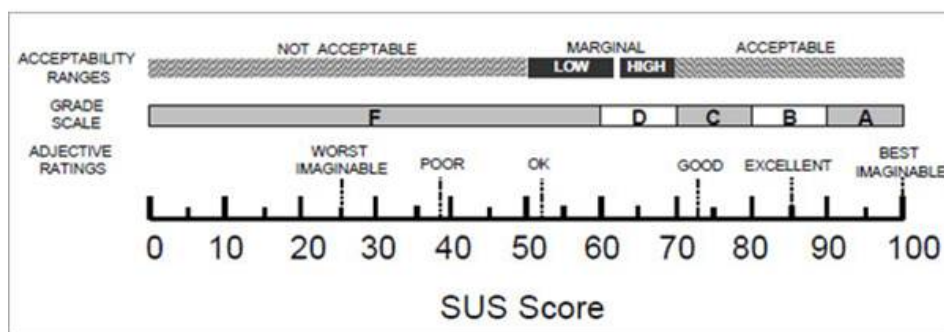 NOT ACCEPTABLE MARGINAL ACCEPTABLE
ACCEPTABILITY
RANGES
LOW HIGH
GRADE
SCALE
F D C B A
ADJECTIVE
RATINGS
WORST
IMAGINABLE
POOR
OK
GOOD
EXCELLENT
BEST
IMAGINABLE
0 10 20 30 40 50 60 70 80 90 100
SUS Score